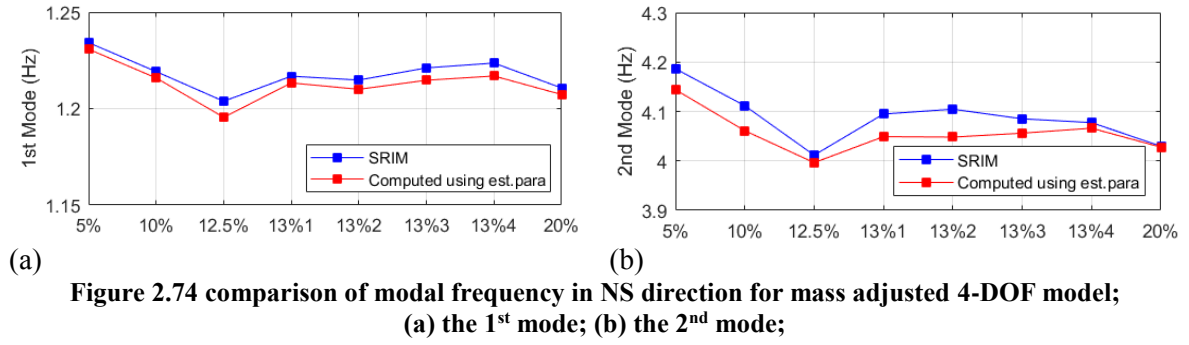 1.25
1.2
1.15
1st Mode (Hz)
SRIM
Computed using est.para
5% 10% 12.5% 13%1 13%2 13%3 13%4 20%
(a)
4.3
4.2
4.1
4
3.9
2nd Mode (Hz)
SRIM
Computed using est.para
5% 10% 12.5% 13%1 13%2 13%3 13%4 20%
(b)
Figure 2.74 comparison of modal frequency in NS direction for mass adjusted 4-DOF model;
(a) the 1st mode; (b) the 2nd mode;